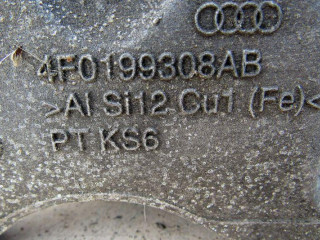 4F0199308AB
>Al Si12 Cu1 (Fe)<
PT KS6